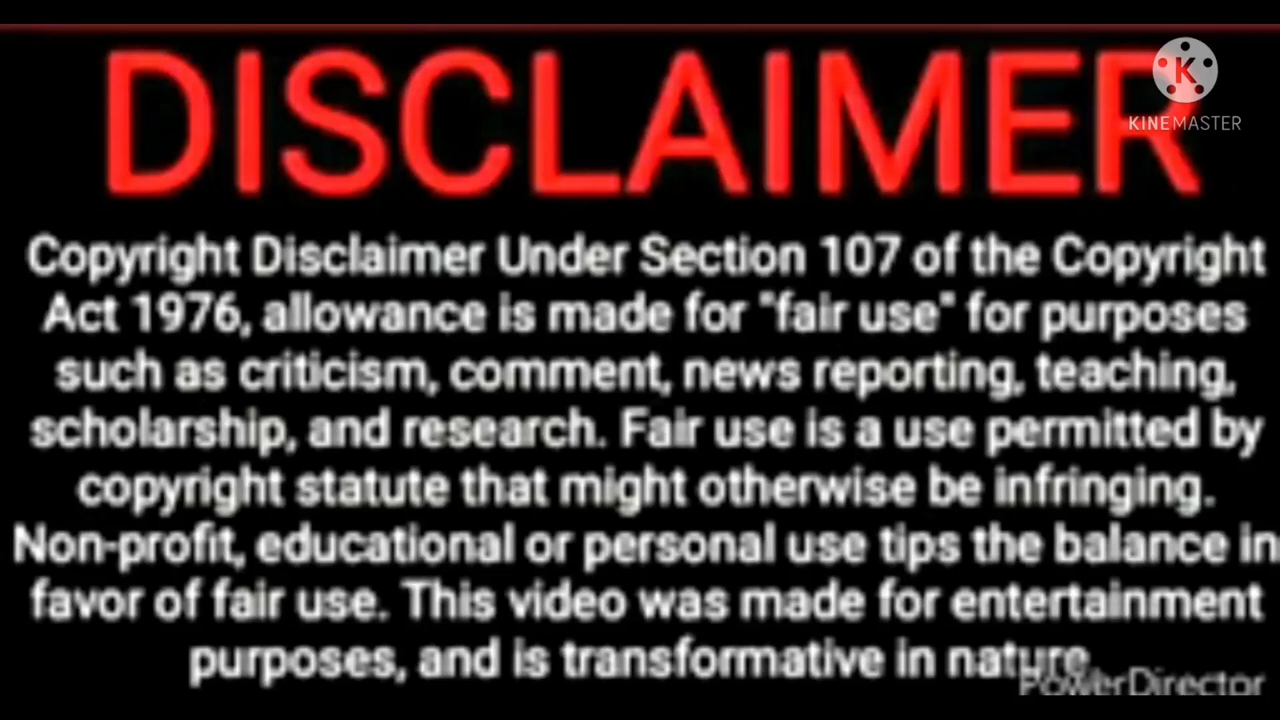 DISCLAIMER
K
KINEMASTER
Copyright Disclaimer Under Section 107 of the Copyright
Act 1976, allowance is made for "fair use" for purposes
such as criticism, comment, news reporting, teaching,
scholarship, and research. Fair use is a use permitted by
copyright statute that might otherwise be infringing.
Non-profit, educational or personal use tips the balance in
favor of fair use. This video was made for entertainment
purposes, and is transformative in nature
PowerDirector